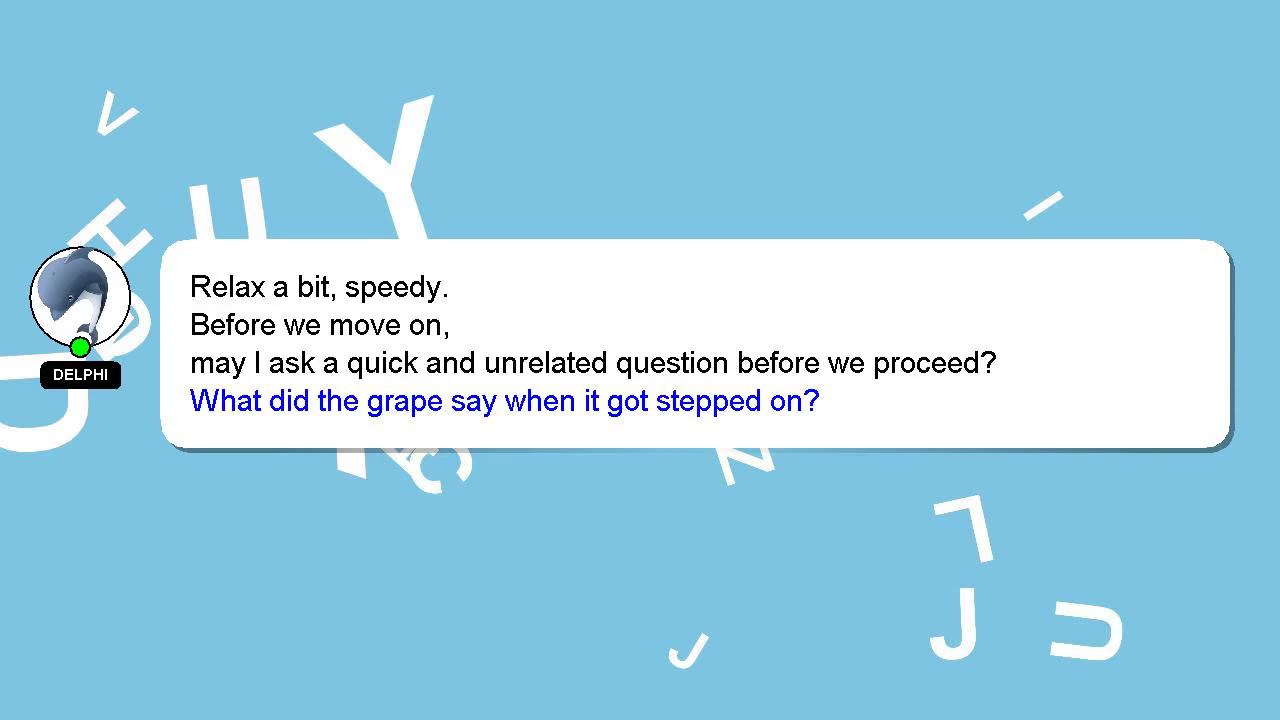 V
H
U
Y
I
Relax a bit, speedy.
Before we move on,
may I ask a quick and unrelated question before we proceed?
What did the grape say when it got stepped on?
DELPHI
N
L
J
U
J